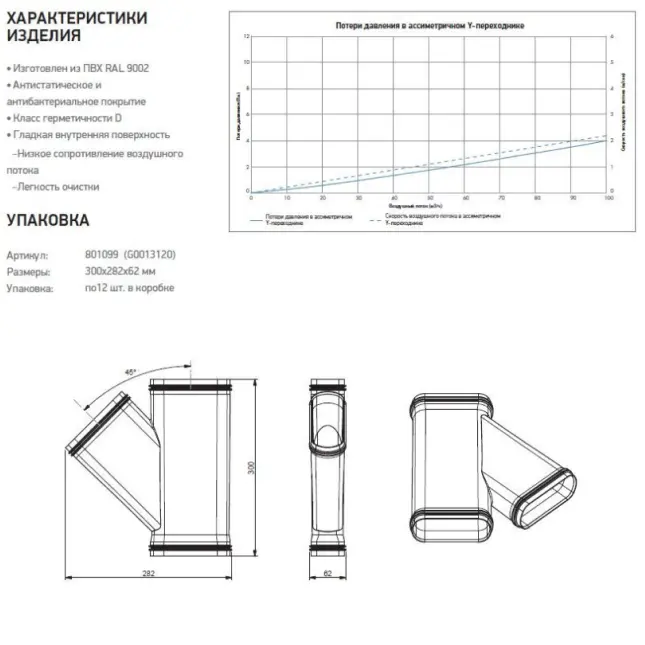 ХАРАКТЕРИСТИКИ
ИЗДЕЛИЯ
• Изготовлен из ПВХ RAL 9002
• Антистатическое и
антибактериальное покрытие
• Класс герметичности D
• Гладкая внутренняя поверхность
–Низкое сопротивление воздушного
потока
–Легкость очистки
УПАКОВКА
Артикул: 801099 (G0013120)
Размеры: 300x282x62 мм
Упаковка: по12 шт. в коробке
Потери давления в ассиметричном Y-переходнике
Потери давления (Па)
12
10
8
6
4
2
0
6
5
4
3
2
1
0
0 10 20 30 40 50 60 70 80 90 100
Воздушный поток (м3/ч)
Потери давления в ассиметричном
Y-переходнике
Скорость воздушного потока в ассиметричном
Y-переходнике
45°
300
282
62